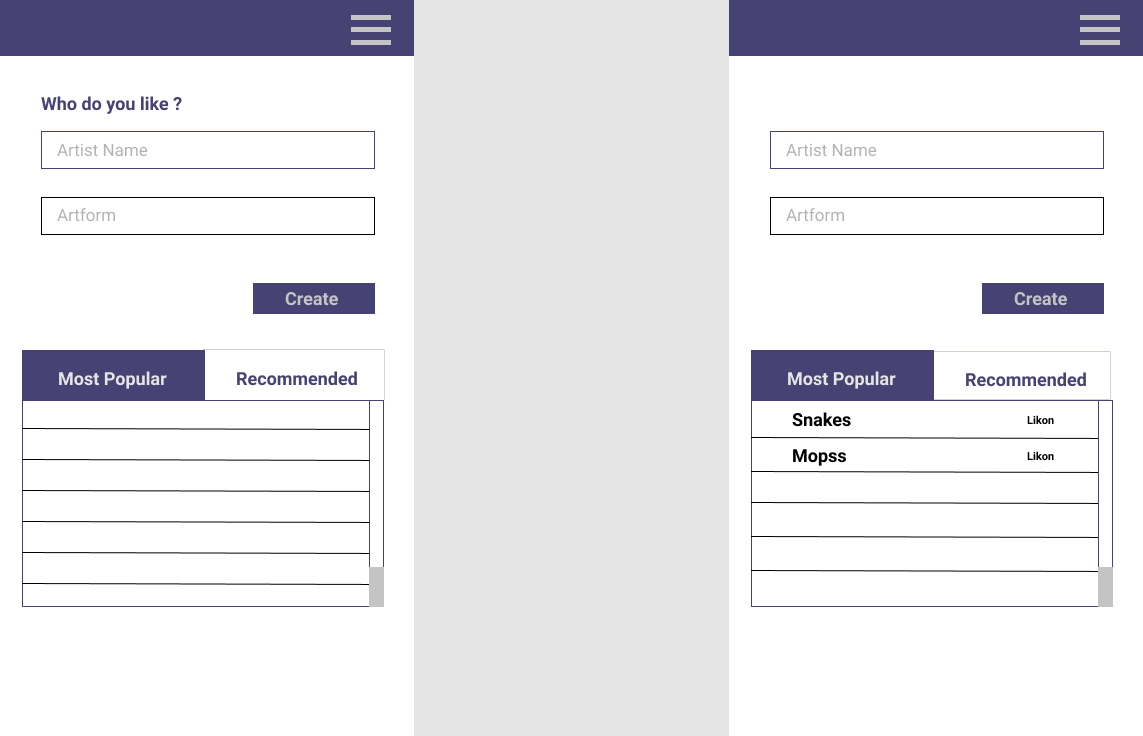 Who do you like ?
Artist Name
Artform
Create
Most Popular
Recommended
Artist Name
Artform
Create
Most Popular
Recommended
Snakes Likon
Mopss Likon